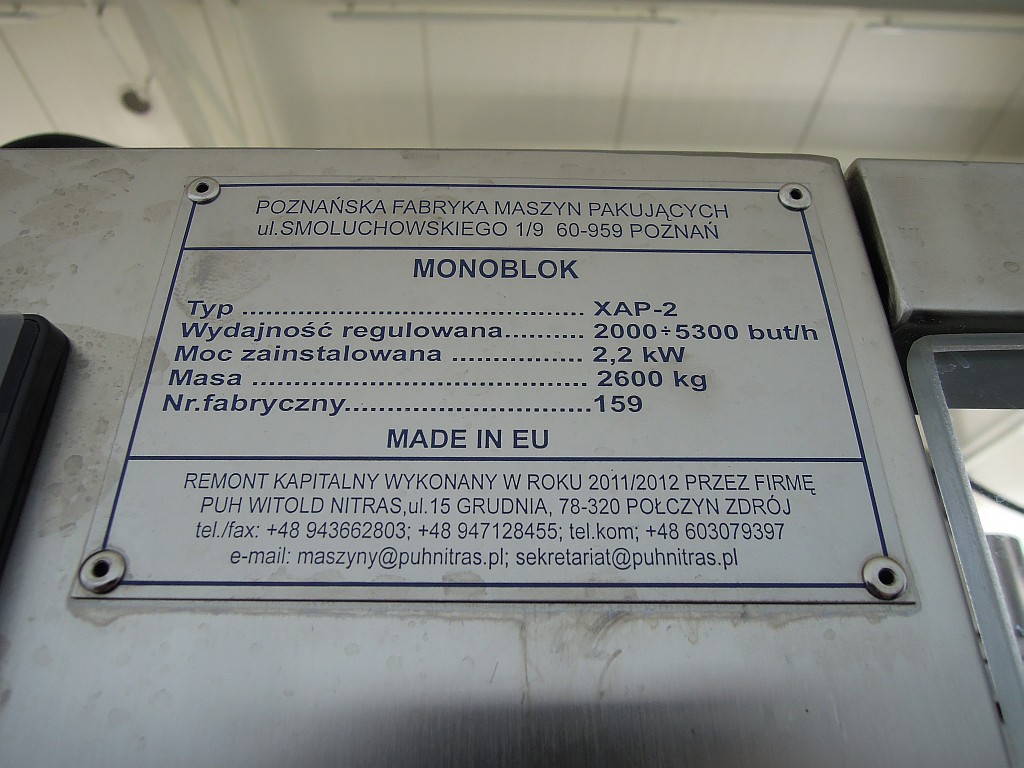 POZNAŃSKA FABRYKA MASZYN PAKUJĄCYCH
ul.SMOLUCHOWSKIEGO 1/9 60-959 POZNAŃ
MONOBLOK
Typ ............................................. XAP-2
Wydajność regulowana.......... 2000÷5300 but/h
Moc zainstalowana ................. 2,2 kW
Masa ............................................ 2600 kg
Nr.fabryczny................................159
MADE IN EU
REMONT KAPITALNY WYKONANY W ROKU 2011/2012 PRZEZ FIRMĘ
PUH WITOLD NITRAS,ul.15 GRUDNIA, 78-320 POŁCZYN ZDRÓJ
tel./fax: +48 943662803; +48 947128455; tel.kom; +48 603079397
e-mail: maszyny@puhnitras.pl; sekretariat@puhnitras.pl